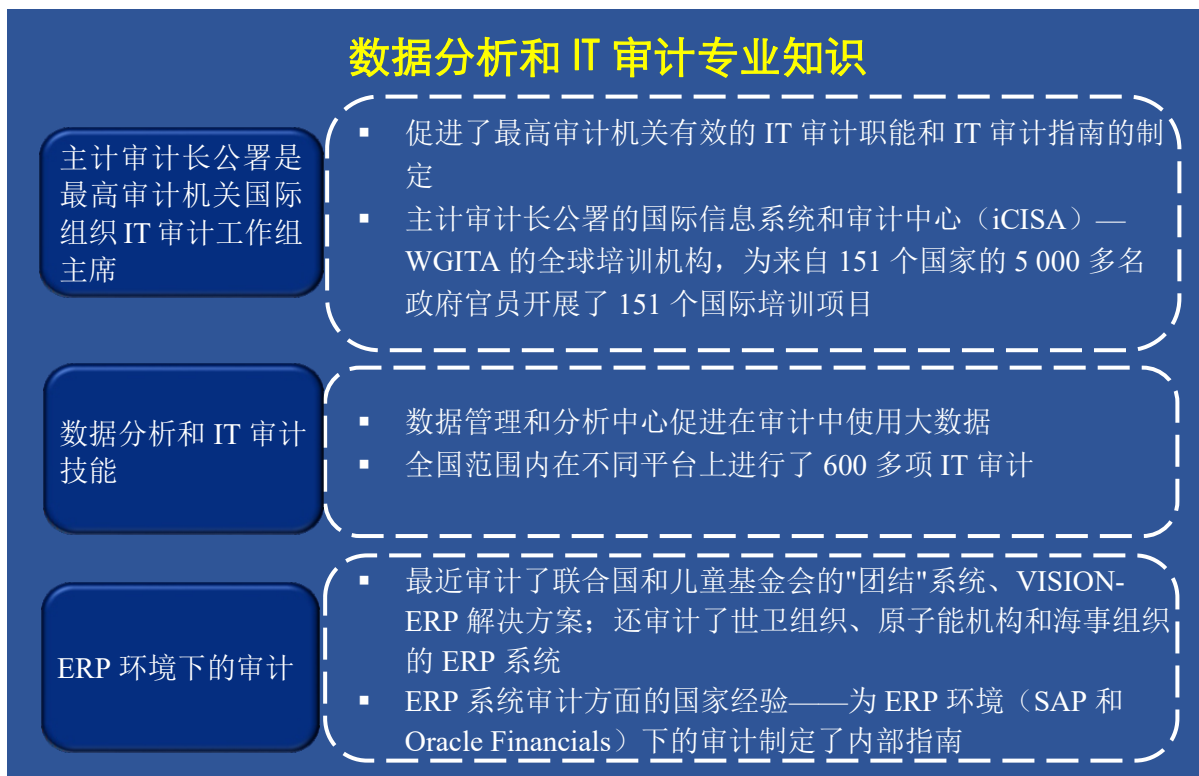 数据分析和 IT 审计专业知识
主计审计长公署是
最高审计机关国际
组织 IT 审计工作组
主席
▪ 促进了最高审计机关有效的 IT 审计职能和 IT 审计指南的制
定
▪ 主计审计长公署的国际信息系统和审计中心（iCISA）—
WGITA 的全球培训机构，为来自 151 个国家的 5 000 多名
政府官员开展了 151 个国际培训项目
数据分析和 IT 审计
技能
▪ 数据管理和分析中心促进在审计中使用大数据
▪ 全国范围内在不同平台上进行了 600 多项 IT 审计
ERP 环境下的审计
▪ 最近审计了联合国和儿童基金会的"团结"系统、VISION-
ERP 解决方案；还审计了世卫组织、原子能机构和海事组织
的 ERP 系统
▪ ERP 系统审计方面的国家经验——为 ERP 环境（SAP 和
Oracle Financials）下的审计制定了内部指南